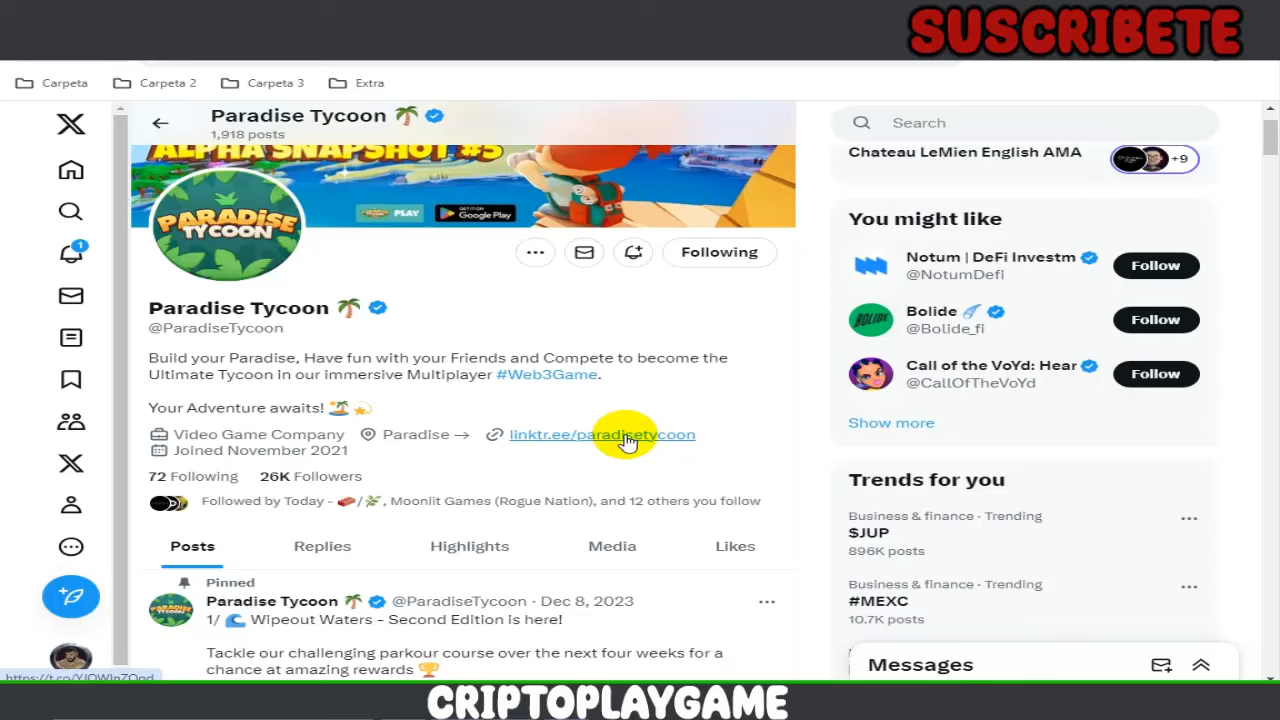 SUSCRIBETE
Carpeta
Carpeta 2
Carpeta 3
Extra
Paradise Tycoon 🌴
1,918 posts
ALPHA SNAPSHOT #5
PLAY
GET IT ON
Google Play
PARADISE
TYCOON
Following
Paradise Tycoon 🌴
@ParadiseTycoon
Build your Paradise, Have fun with your Friends and Compete to become the
Ultimate Tycoon in our immersive Multiplayer #Web3Game.
Your Adventure awaits! 🏝️💫
Video Game Company
Paradise →
linktr.ee/paradisetycoon
Joined November 2021
72 Following
26K Followers
Followed by Today - 🎟️/🌿, Moonlit Games (Rogue Nation), and 12 others you follow
Posts
Replies
Highlights
Media
Likes
Pinned
Paradise Tycoon 🌴 @ParadiseTycoon · Dec 8, 2023
1/ 🌊 Wipeout Waters - Second Edition is here!
Tackle our challenging parkour course over the next four weeks for a
chance at amazing rewards 🏆
1
Search
Chateau LeMien English AMA
+9
You might like
Notum | DeFi Investm
@NotumDefi
Follow
Bolide ☄️
@Bolide_fi
Follow
Call of the VoYd: Hear
@CallOfTheVoYd
Follow
Show more
Trends for you
Business & finance · Trending
$JUP
896K posts
Business & finance · Trending
#MEXC
10.7K posts
Messages
CRIPTOPLAYGAME